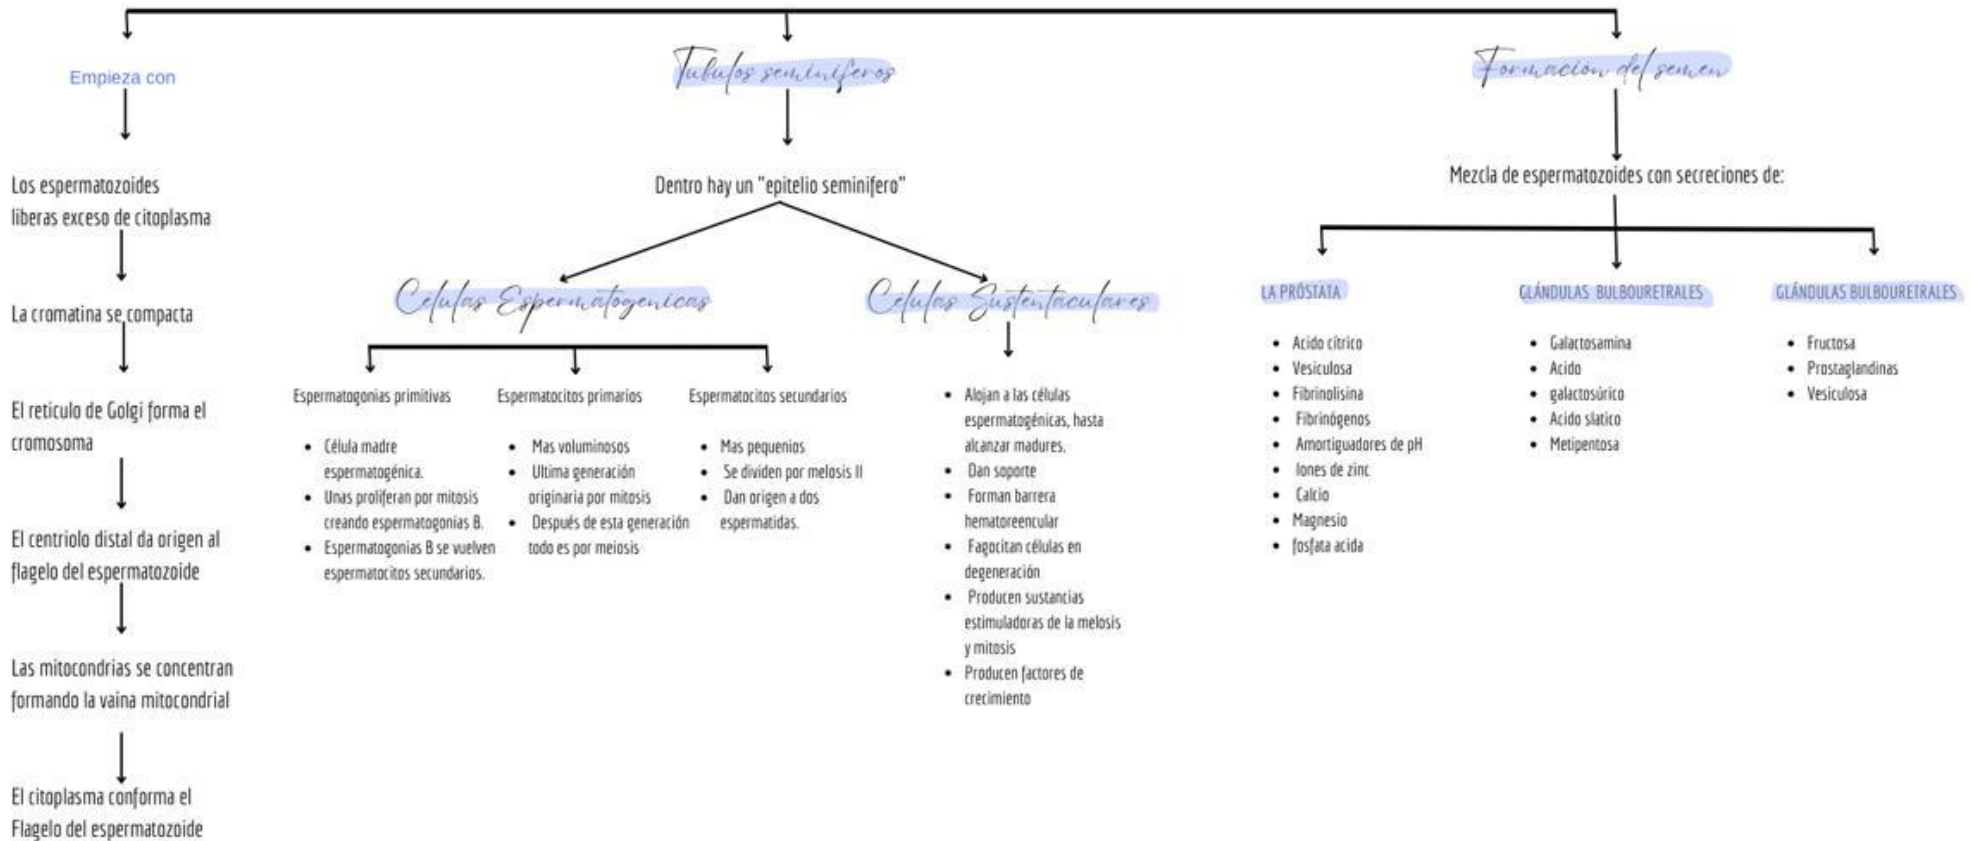 Empieza con
Los espermatozoides
liberas exceso de citoplasma
La cromatina se compacta
El reticulo de Golgi forma el
cromosoma
El centriolo distal da origen al
flagelo del espermatozoide
Las mitocondrias se concentran
formando la vaina mitocondrial
El citoplasma conforma el
Flagelo del espermatozoide
Tubulos seminiferos
Dentro hay un "epitelio seminifero"
Celulas Espermatogenicas
Espermatogonias primitivas
• Célula madre
espermatogénica.
• Unas proliferan por mitosis
creando espermatogonias B.
• Espermatogonias B se vuelven
espermatocitos secundarios.
Espermatocitos primarios
• Mas voluminosos
• Ultima generación
originaria por mitosis
• Después de esta generación
todo es por meiosis
Espermatocitos secundarios
• Mas pequenios
• Se dividen por melosis II
• Dan origen a dos
espermatidas.
Celulas Sustentaculares
• Alojan a las células
espermatogénicas, hasta
alcanzar madures.
• Dan soporte
• Forman barrera
hematoreencular
• Fagocitan células en
degeneración
• Producen sustancias
estimuladoras de la melosis
y mitosis
• Producen factores de
crecimiento
Formacion del semen
Mezcla de espermatozoides con secreciones de:
LA PRÓSTATA
• Acido cítrico
• Vesiculosa
• Fibrinolisina
• Fibrinógenos
• Amortiguadores de pH
• Iones de zinc
• Calcio
• Magnesio
• fosfata acida
GLÁNDULAS BULBOURETRALES
• Galactosamina
• Acido
• galactosúrico
• Acido slatico
• Metipentosa
GLÁNDULAS BULBOURETRALES
• Fructosa
• Prostaglandinas
• Vesiculosa